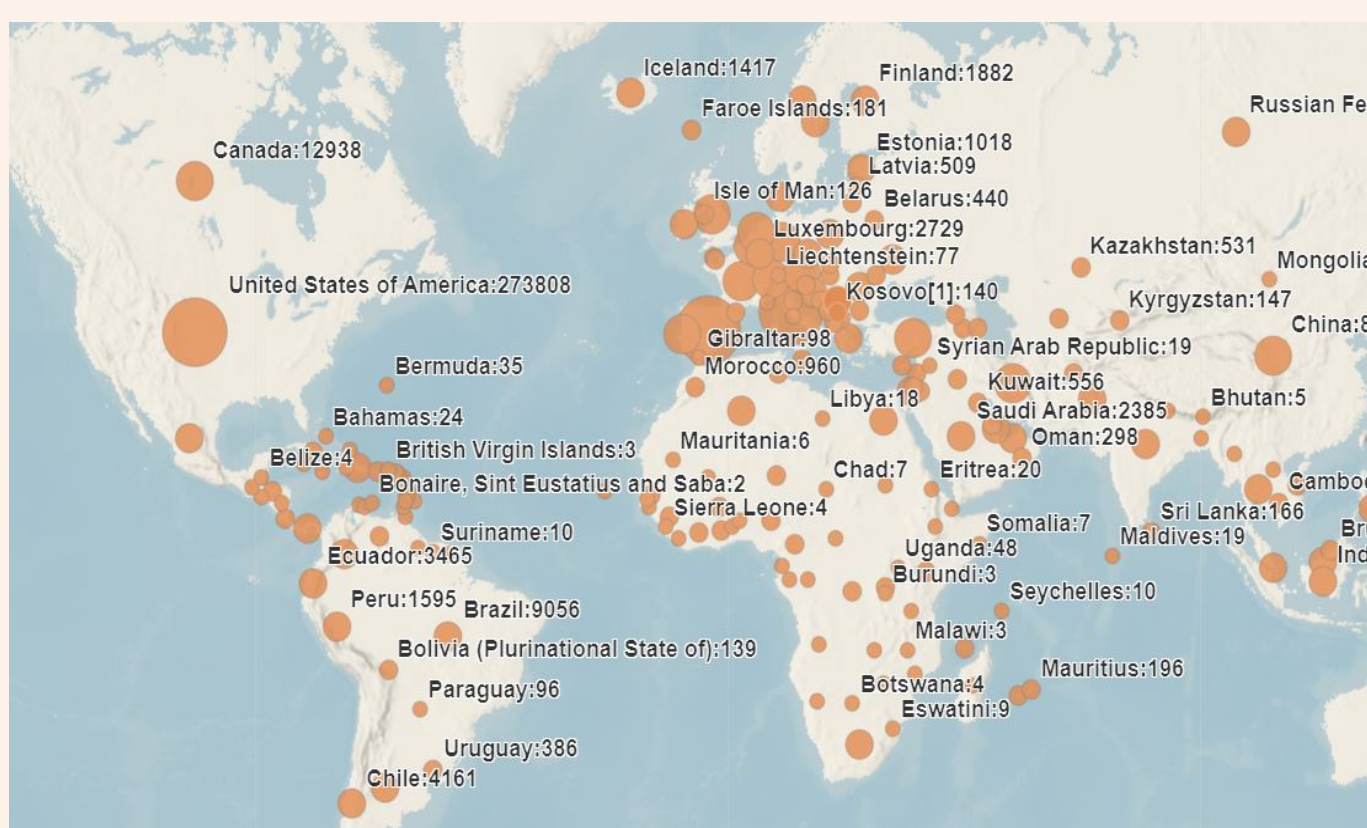 Iceland:1417
Finland:1882
Faroe Islands:181
Russian Fe
Canada:12938
Estonia:1018
Latvia:509
Isle of Man:126
Belarus:440
Luxembourg:2729
Kazakhstan:531
Liechtenstein:77
Mongolia
United States of America:273808
Kosovo[1]:140
Kyrgyzstan:147
China:8
Gibraltar:98
Syrian Arab Republic:19
Bermuda:35
Morocco:960
Kuwait:556
Libya:18
Bhutan:5
Bahamas:24
Saudi Arabia:2385
Mauritania:6
Oman:298
British Virgin Islands:3
Belize:4
Chad:7
Eritrea:20
Bonaire, Sint Eustatius and Saba:2
Cambod
Sierra Leone:4
Sri Lanka:166
Somalia:7
Suriname:10
Maldives:19
Br
Uganda:48
Ecuador:3465
Ind
Burundi:3
Seychelles:10
Peru:1595
Brazil:9056
Malawi:3
Bolivia (Plurinational State of):139
Mauritius:196
Botswana:4
Paraguay:96
Eswatini:9
Uruguay:386
Chile:4161